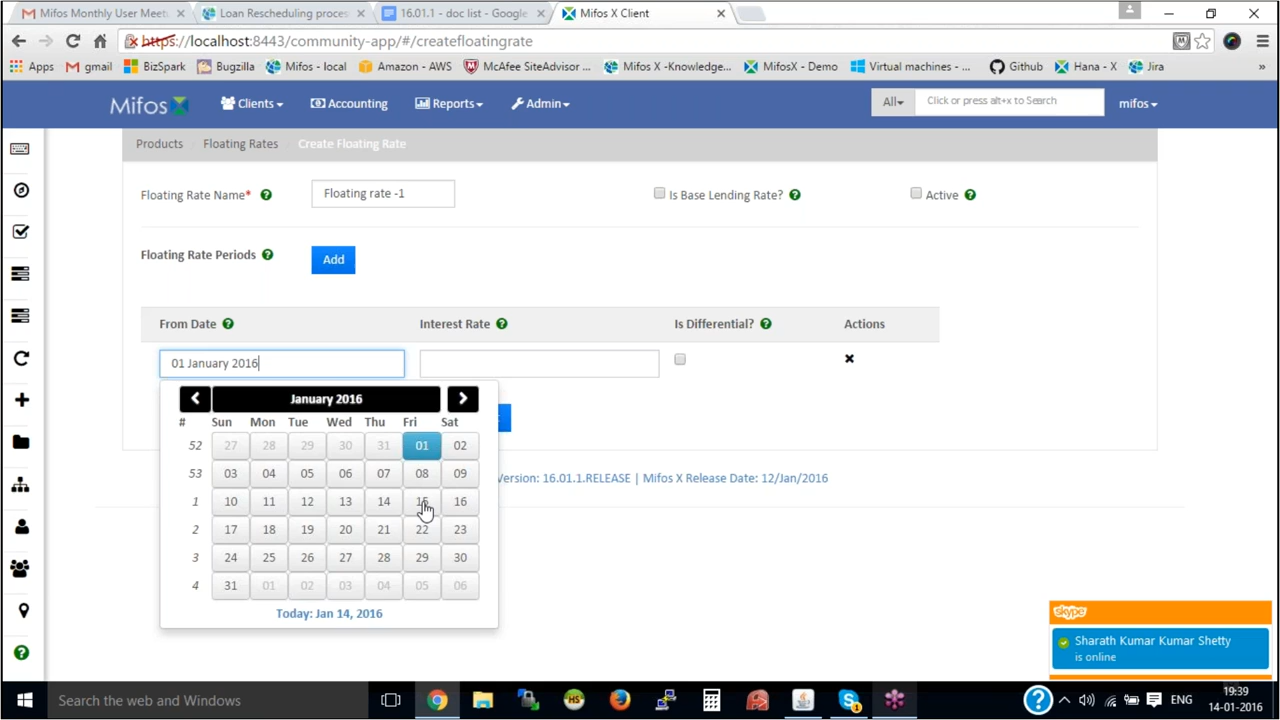 Mifos Monthly User Meetu
Loan Rescheduling proces
16.01.1 - doc list - Google
Mifos X Client
https://localhost:8443/community-app/#/createfloatingrate
Apps
gmail
BizSpark
Bugzilla
Mifos - local
Amazon - AWS
McAfee SiteAdvisor ...
Mifos X -Knowledge...
MifosX - Demo
Virtual machines - ...
Github
Hana - X
Jira
»
Mifos
Clients
Accounting
Reports
Admin
All
Click or press alt+x to Search
mifos
Products / Floating Rates / Create Floating Rate
Floating Rate Name*
Floating rate -1
Is Base Lending Rate?
Active
Floating Rate Periods
Add
From Date
Interest Rate
Is Differential?
Actions
01 January 2016
January 2016
# Sun Mon Tue Wed Thu Fri Sat
52 27 28 29 30 31 01 02
53 03 04 05 06 07 08 09
1 10 11 12 13 14 15 16
2 17 18 19 20 21 22 23
3 24 25 26 27 28 29 30
4 31 01 02 03 04 05 06
Today: Jan 14, 2016
Version: 16.01.1.RELEASE | Mifos X Release Date: 12/Jan/2016
skype
Sharath Kumar Kumar Shetty
is online
Search the web and Windows
ENG
19:39
14-01-2016